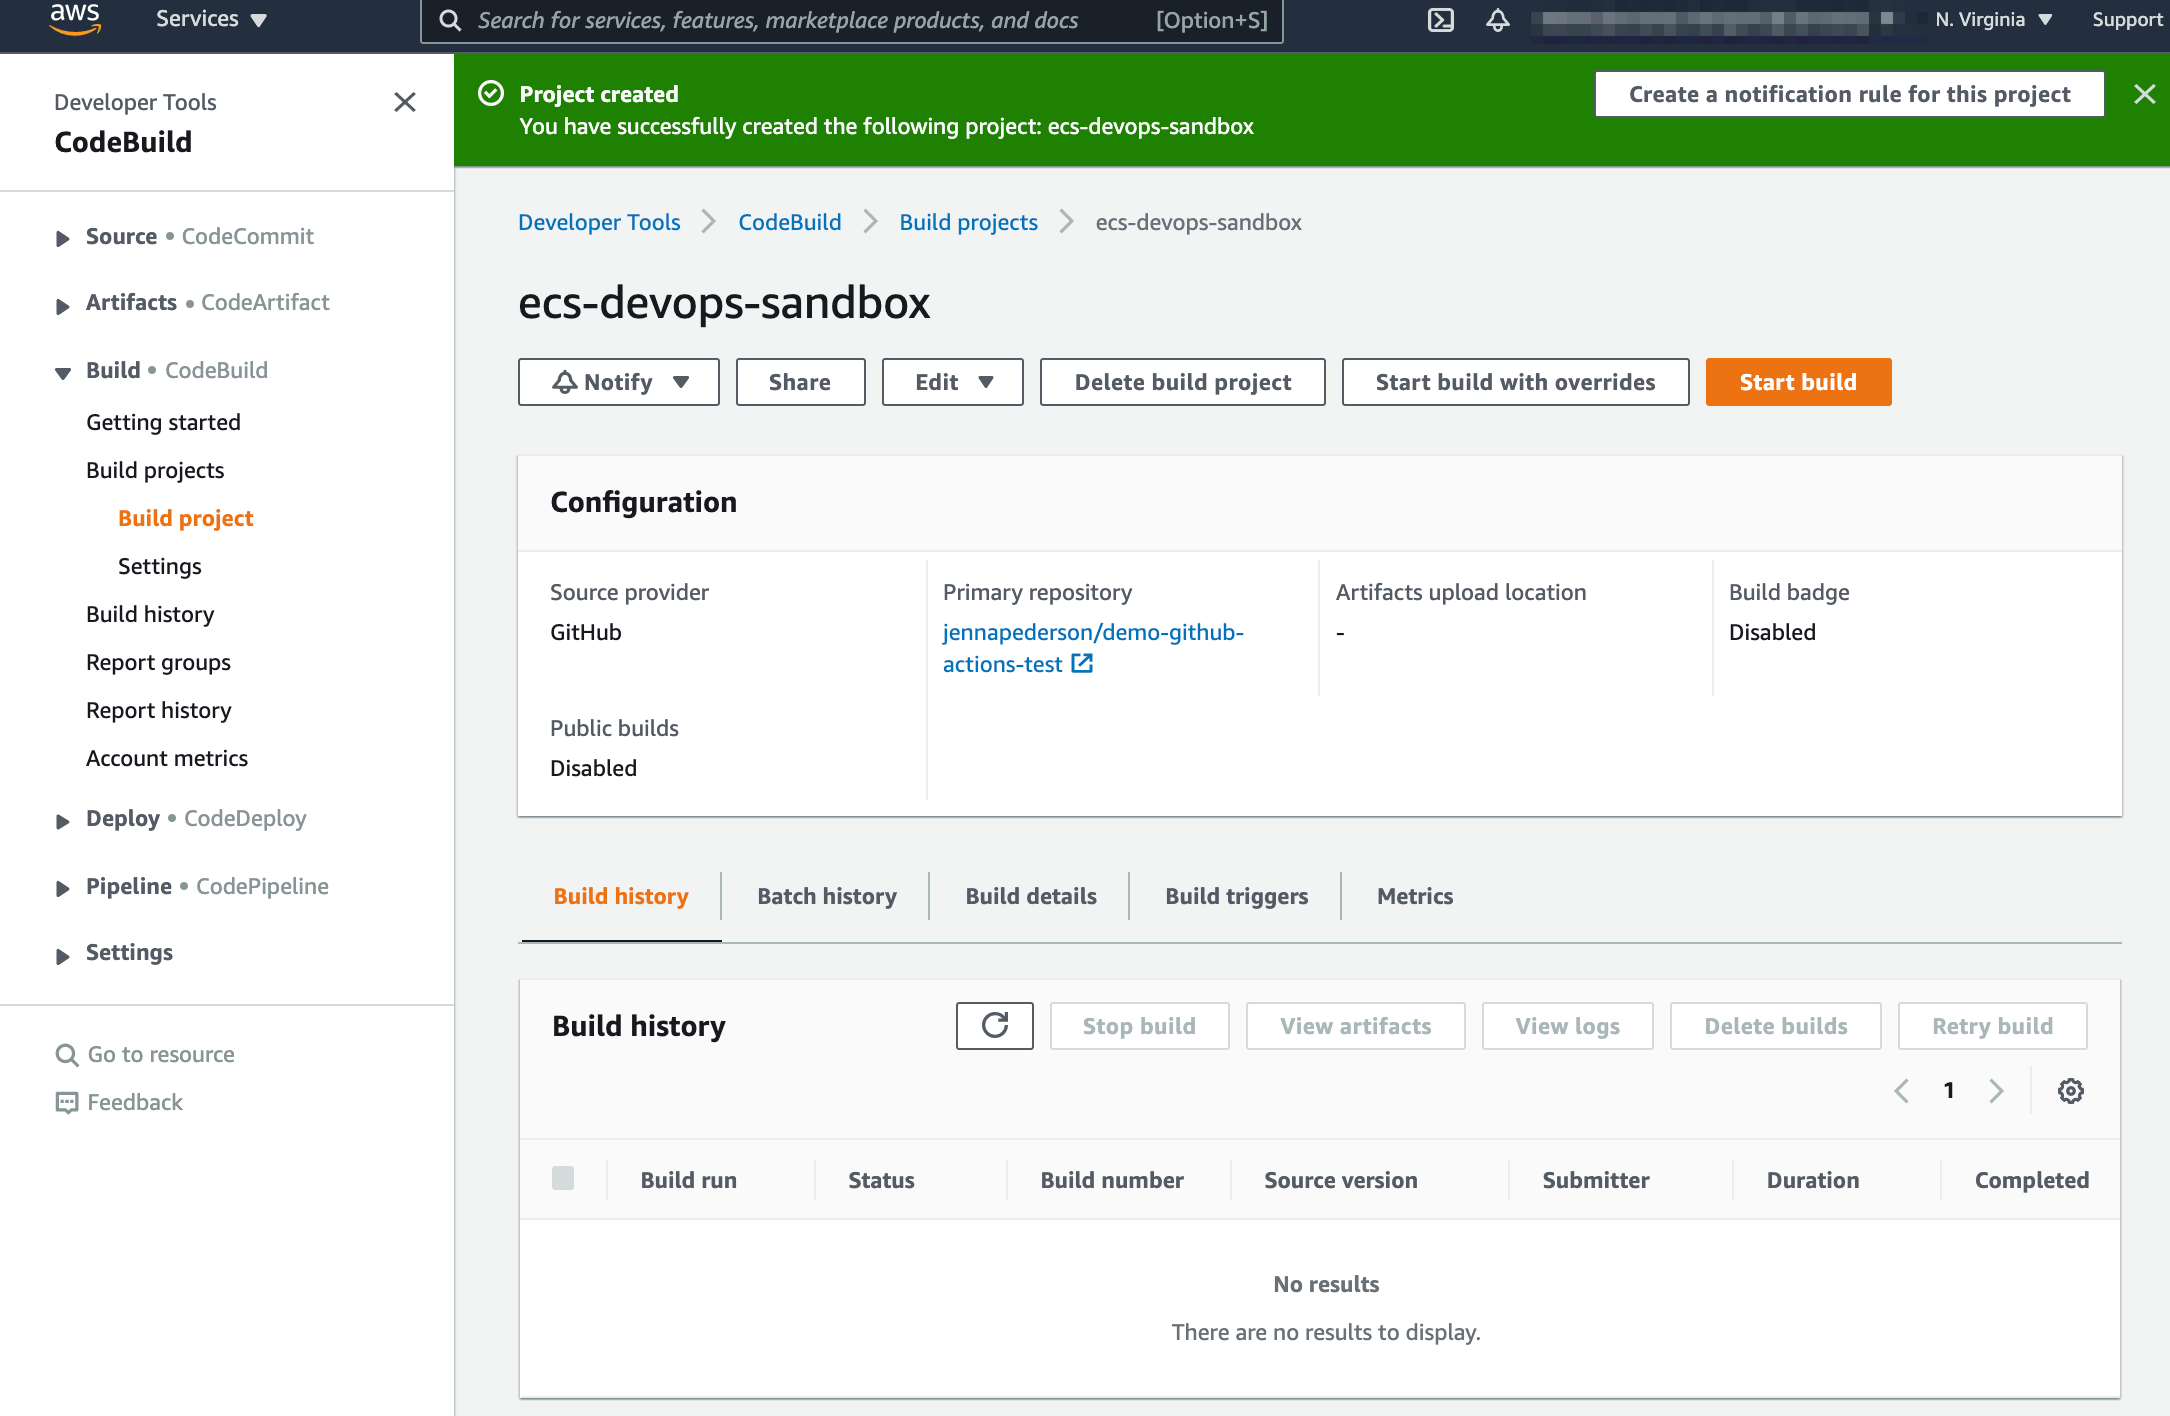 aws Services Search for services, features, marketplace products, and docs [Option+S] N. Virginia Support
Developer Tools
CodeBuild
Source • CodeCommit
Artifacts • CodeArtifact
Build • CodeBuild
Getting started
Build projects
Build project
Settings
Build history
Report groups
Report history
Account metrics
Deploy • CodeDeploy
Pipeline • CodePipeline
Settings
Go to resource
Feedback
Project created
You have successfully created the following project: ecs-devops-sandbox
Create a notification rule for this project
Developer Tools CodeBuild Build projects ecs-devops-sandbox
ecs-devops-sandbox
Notify Share Edit Delete build project Start build with overrides Start build
Configuration
Source provider
GitHub
Primary repository
jennapederson/demo-github-
actions-test
Artifacts upload location
-
Build badge
Disabled
Public builds
Disabled
Build history Batch history Build details Build triggers Metrics
Build history Stop build View artifacts View logs Delete builds Retry build
1
Build run Status Build number Source version Submitter Duration Completed
No results
There are no results to display.